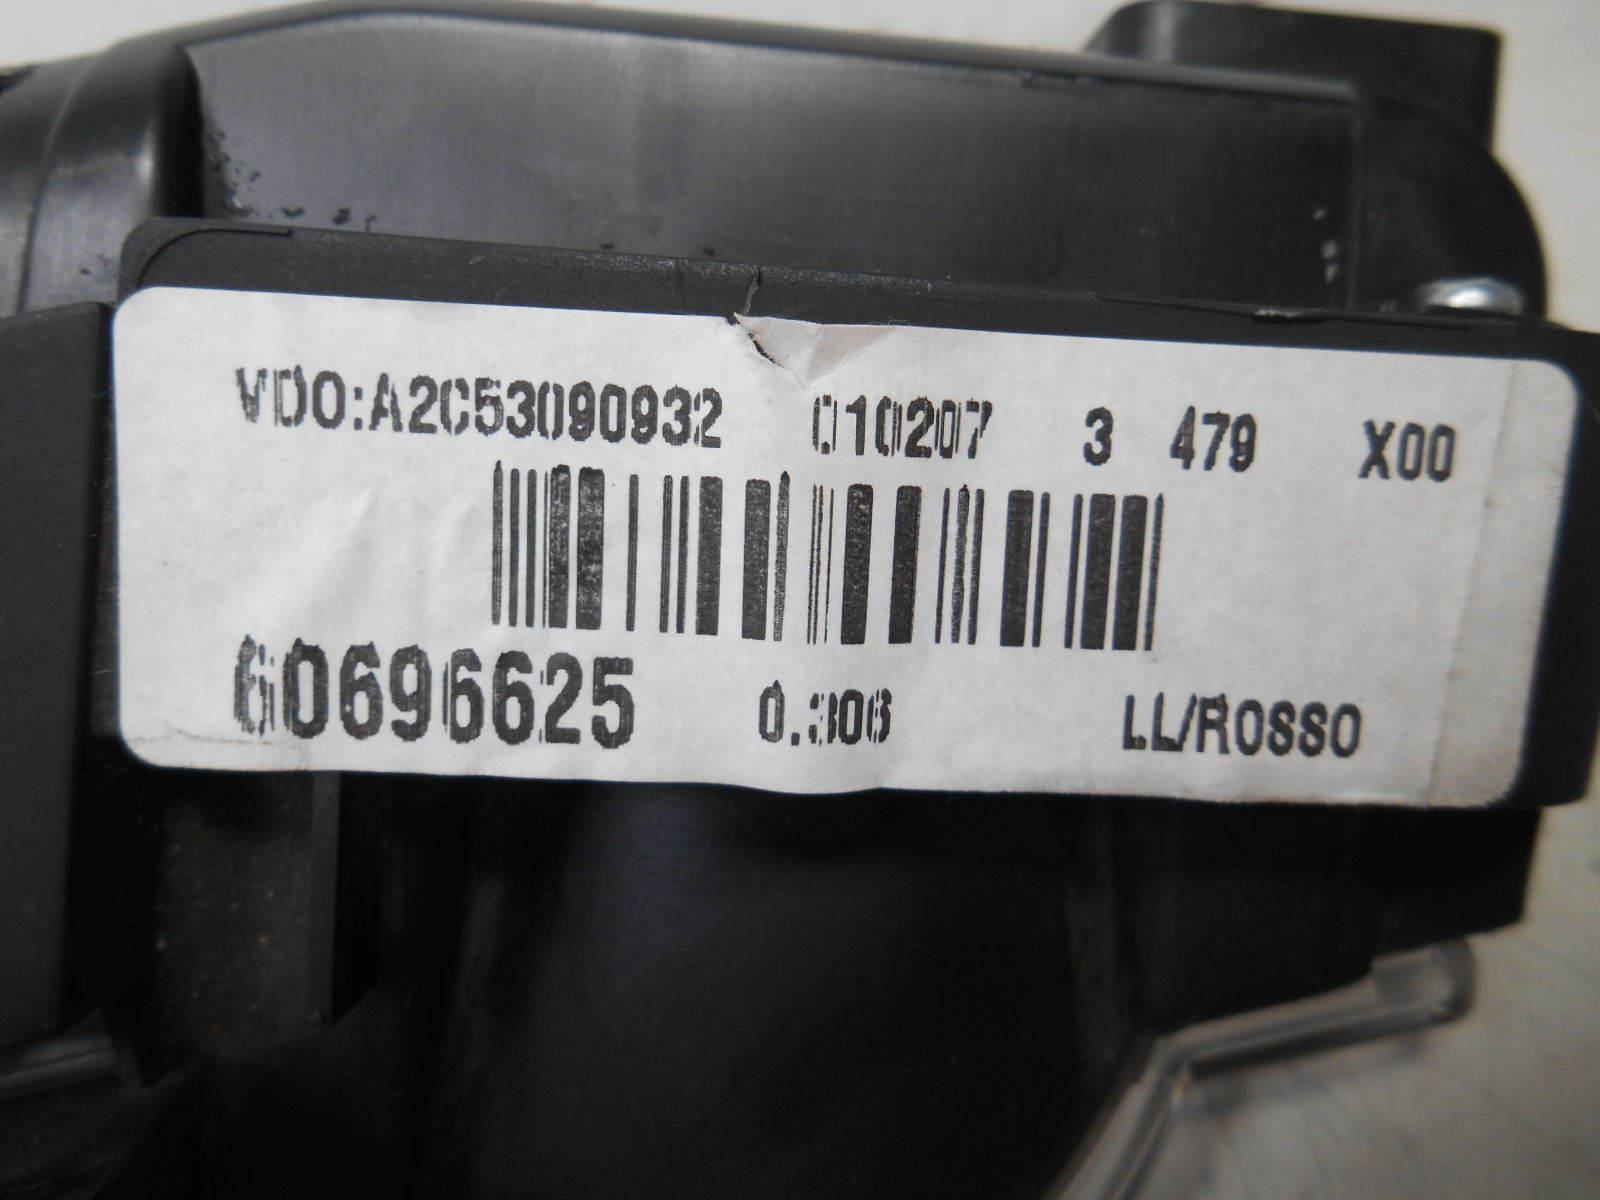 VDO:A2C53090932 010207 3 479 X00
60696625 0.306 LL/ROSSO